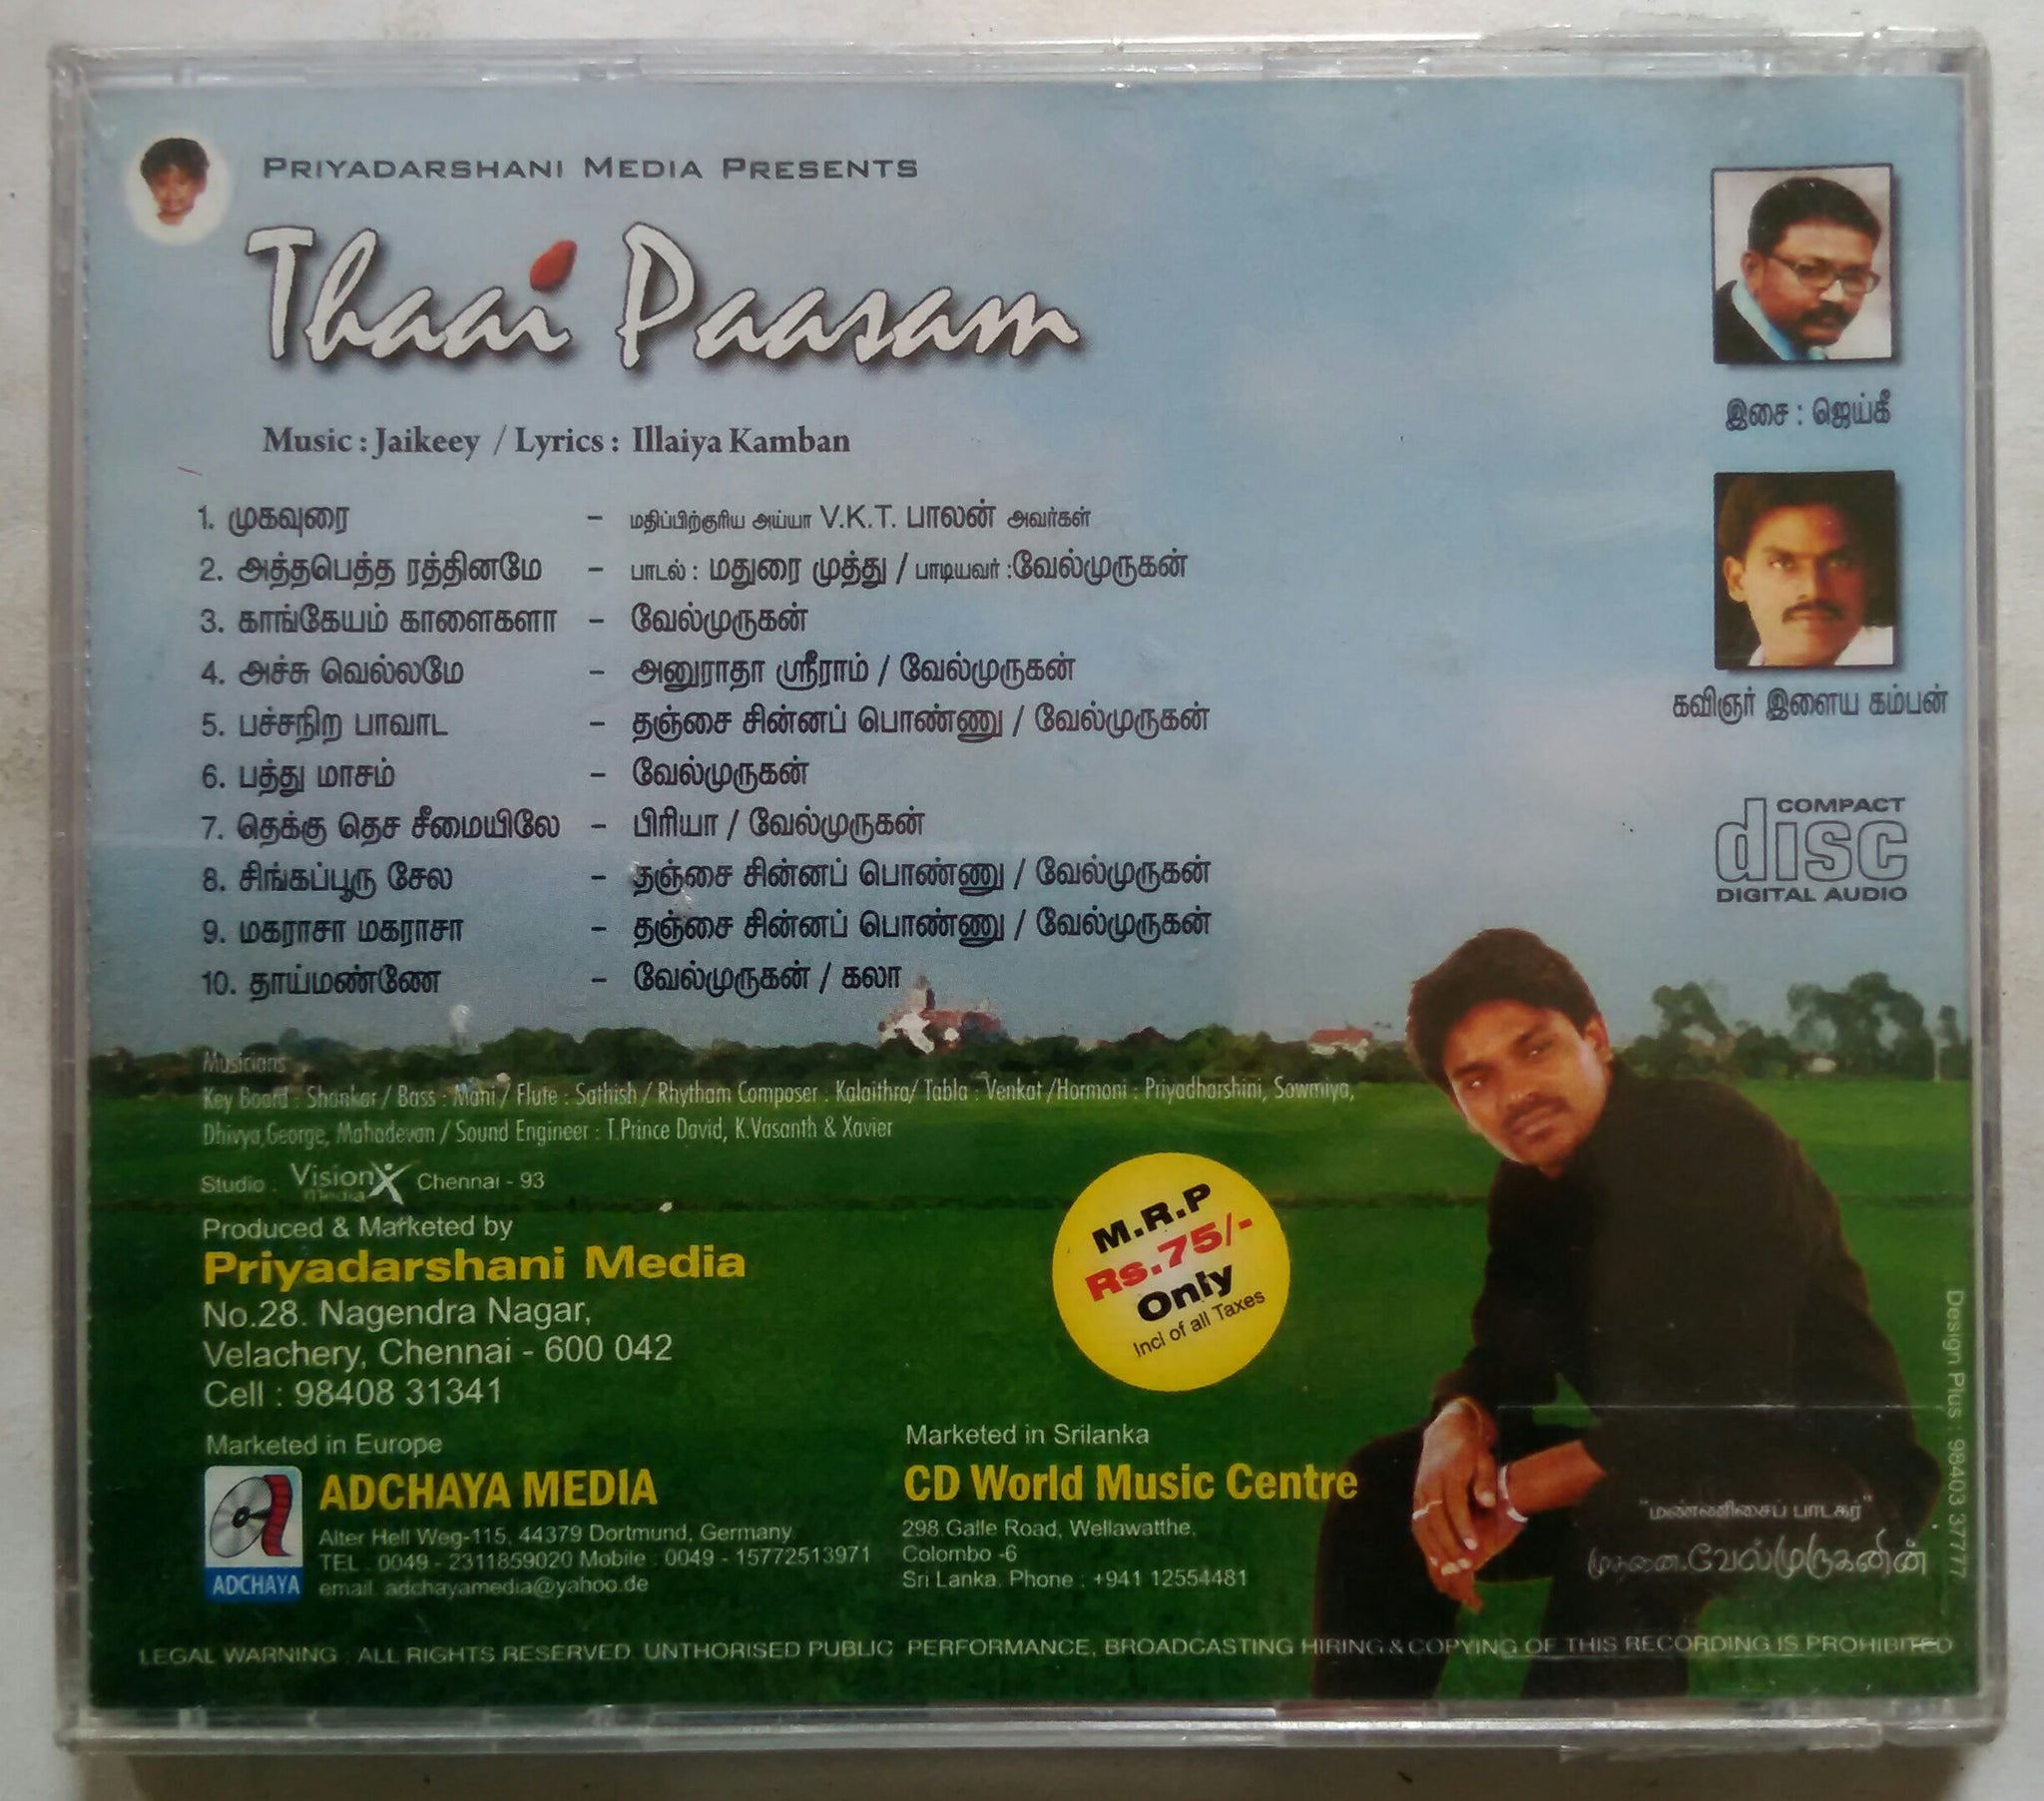 PRIYADARSHANI MEDIA PRESENTS
Thaai Paasam
Music : Jaikeey / Lyrics : Illaiya Kamban
1. முகவுரை – மதிப்பிற்குரிய அய்யா V.K.T. பாலன் அவர்கள்
2. அத்தபெத்த ரத்தினமே – பாடல் : மதுரை முத்து / பாடியவர் :வேல்முருகன்
3. காங்கேயம் காளைகளா – வேல்முருகன்
4. அச்சு வெல்லமே – அனுராதா ஸ்ரீராம் / வேல்முருகன்
5. பச்சநிற பாவாட – தஞ்சை சின்னப் பொண்ணு / வேல்முருகன்
6. பத்து மாசம் – வேல்முருகன்
7. தெக்கு தெச சீமையிலே – பிரியா / வேல்முருகன்
8. சிங்கப்பூரு சேல – தஞ்சை சின்னப் பொண்ணு / வேல்முருகன்
9. மகராசா மகராசா – தஞ்சை சின்னப் பொண்ணு / வேல்முருகன்
10. தாய்மண்ணே – வேல்முருகன் / கலா
இசை : ஜெய்கீ
கவிஞர் இளைய கம்பன்
COMPACT
disc
DIGITAL AUDIO
Musicians
Key Board : Shankar / Bass : Mani / Flute : Sathish / Rhytham Composer : Kalaithra/ Tabla : Venkat /Hormoni : Priyadharshini, Sowmiya,
Dhivya,George, Mahadevan / Sound Engineer : T.Prince David, K.Vasanth & Xavier
Studio : VisionX media Chennai - 93
Produced & Marketed by
Priyadarshani Media
No.28. Nagendra Nagar,
Velachery, Chennai - 600 042
Cell : 98408 31341
M.R.P
Rs.75/-
Only
Incl of all Taxes
Marketed in Europe
ADCHAYA MEDIA
Alter Hell Weg-115, 44379 Dortmund, Germany.
TEL : 0049 - 2311859020 Mobile : 0049 - 15772513971
email. adchayamedia@yahoo.de
ADCHAYA
Marketed in Srilanka
CD World Music Centre
298.Galle Road, Wellawatthe,
Colombo -6
Sri Lanka. Phone : +941 12554481
"மண்ணிசைப் பாடகர்"
முதனை.வேல்முருகனின்
Design Plus : 98403 37777
LEGAL WARNING : ALL RIGHTS RESERVED. UNTHORISED PUBLIC PERFORMANCE, BROADCASTING HIRING & COPYING OF THIS RECORDING IS PROHIBITED